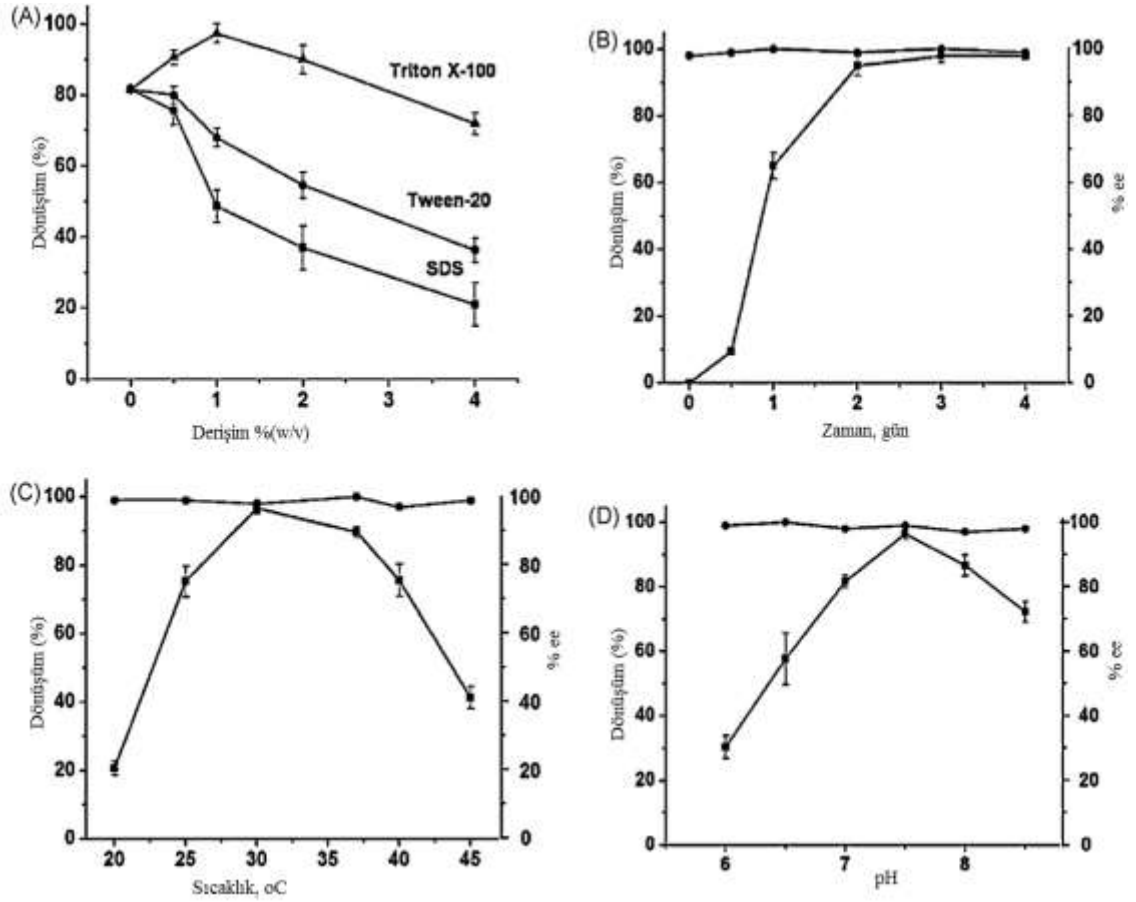 (A)
100
80
60
40
20
0
Dönüşüm (%)
Triton X-100
Tween-20
SDS
0 1 2 3 4
Derişim %(w/v)
(B)
100
80
60
40
20
0
Dönüşüm (%)
100
80
60
40
20
0
% ee
0 1 2 3 4
Zaman, gün
(C)
100
80
60
40
20
0
Dönüşüm (%)
100
80
60
40
20
0
% ee
20 25 30 35 40 45
Sıcaklık, oC
(D)
100
80
60
40
20
0
Dönüşüm (%)
100
80
60
40
20
0
% ee
6 7 8
pH